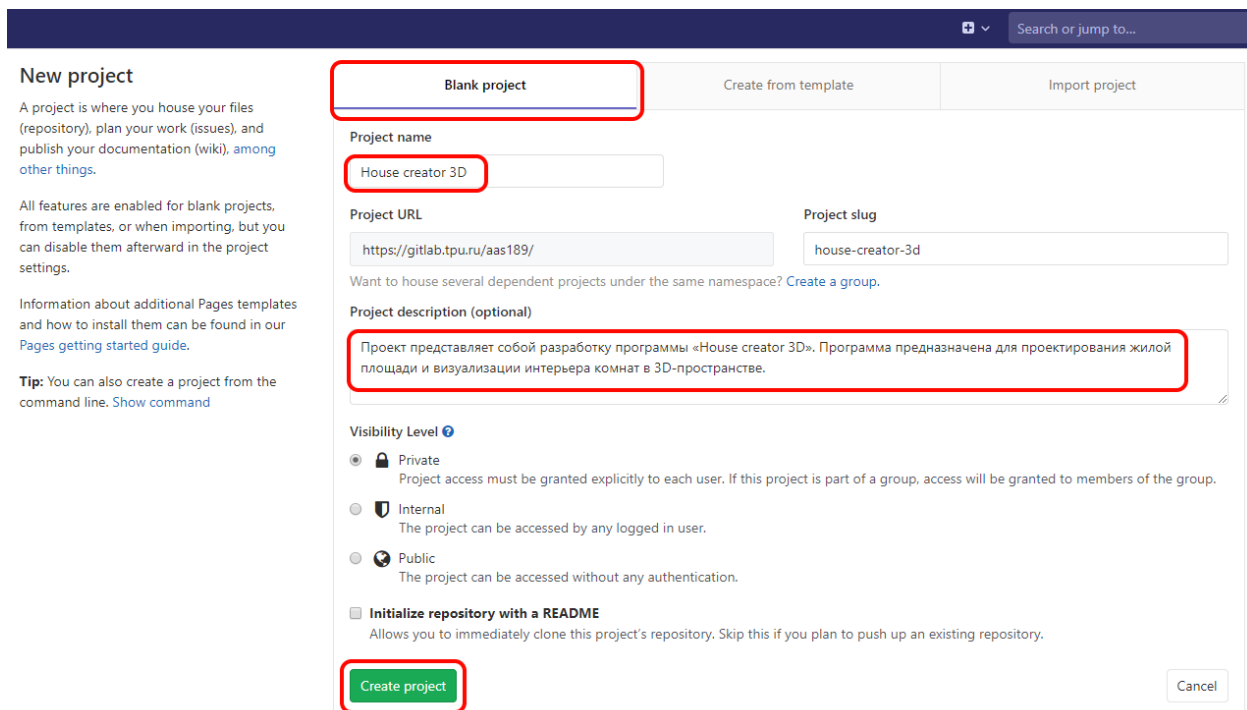 Search or jump to...
New project
A project is where you house your files
(repository), plan your work (issues), and
publish your documentation (wiki), among
other things.
All features are enabled for blank projects,
from templates, or when importing, but you
can disable them afterward in the project
settings.
Information about additional Pages templates
and how to install them can be found in our
Pages getting started guide.
Tip: You can also create a project from the
command line. Show command
Blank project
Create from template
Import project
Project name
House creator 3D
Project URL
Project slug
https://gitlab.tpu.ru/aas189/
house-creator-3d
Want to house several dependent projects under the same namespace? Create a group.
Project description (optional)
Проект представляет собой разработку программы «House creator 3D». Программа предназначена для проектирования жилой
площади и визуализации интерьера комнат в 3D-пространстве.
Visibility Level
Private
Project access must be granted explicitly to each user. If this project is part of a group, access will be granted to members of the group.
Internal
The project can be accessed by any logged in user.
Public
The project can be accessed without any authentication.
Initialize repository with a README
Allows you to immediately clone this project's repository. Skip this if you plan to push up an existing repository.
Create project
Cancel